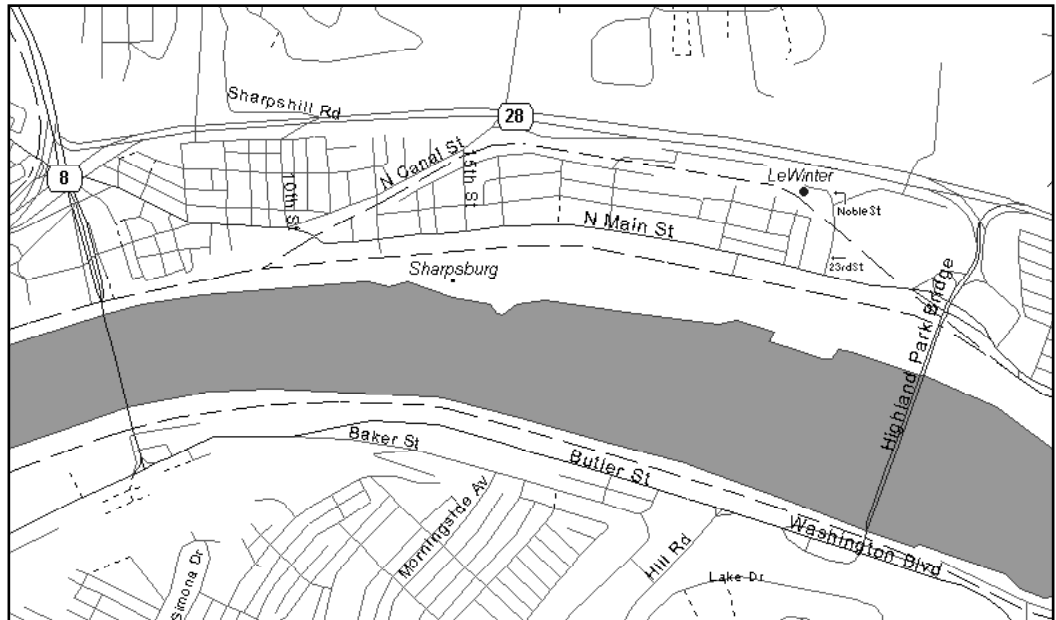 Sharpshill Rd
28
N Canal St
15th St
8
10th St
LeWinter
Noble St
N Main St
23rd St
Sharpsburg
Highland Park Bridge
Baker St
Butler St
Morningside Av
Washington Blvd
Hill Rd
Simona Dr
Lake Dr